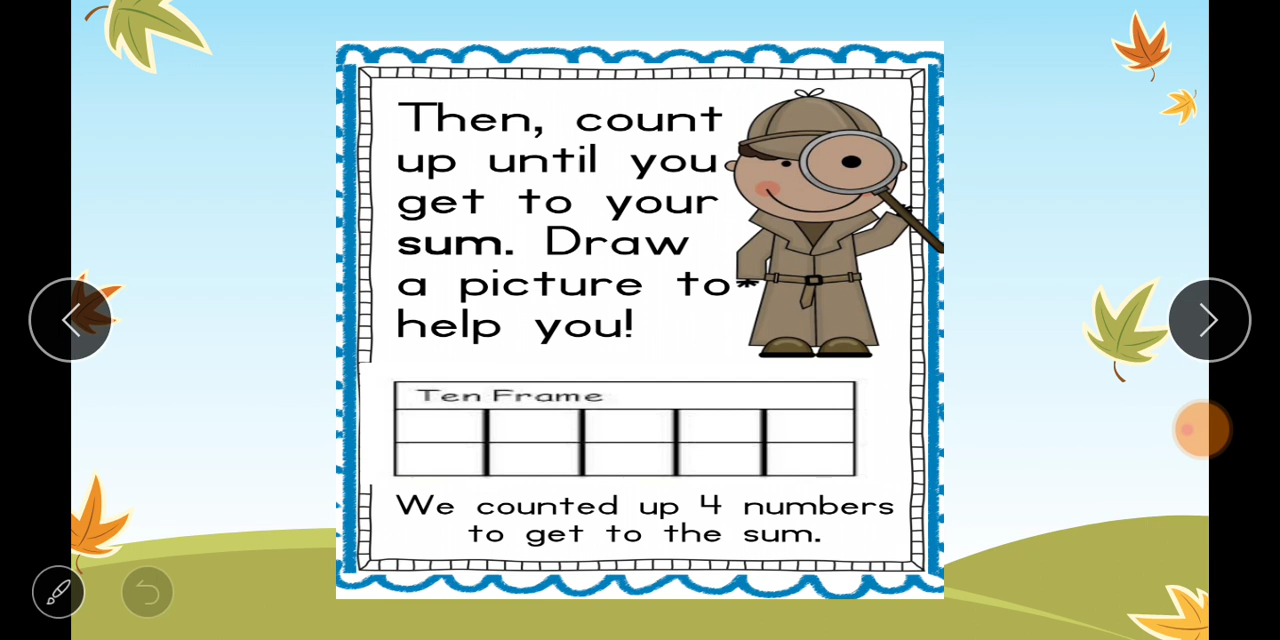 Then, count
up until you
get to your
sum. Draw
a picture to
help you!
Ten Frame
We counted up 4 numbers
to get to the sum.